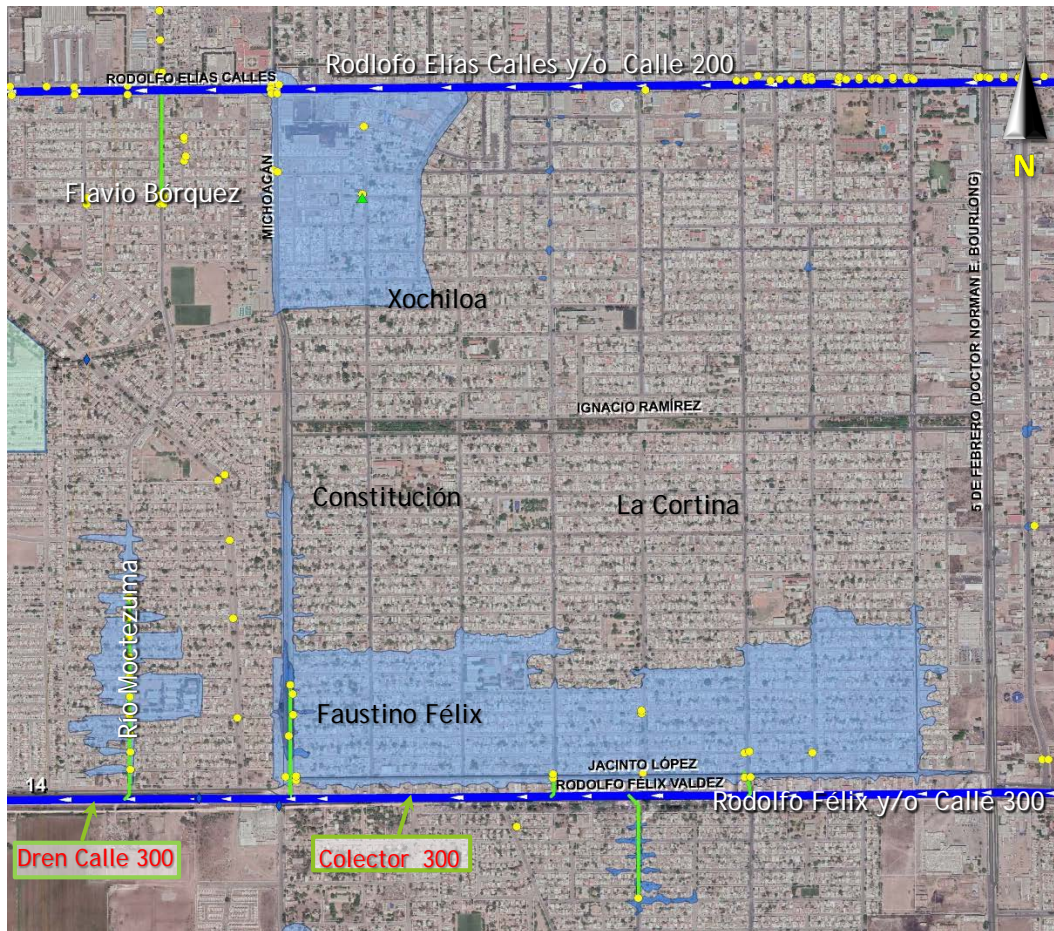 Rodlofo Elías Calles y/o Calle 200
RODOLFO ELÍAS CALLES
N
MICHOACÁN
Flavio Bórquez
5 DE FEBRERO (DOCTOR NORMAN E. BOURLONG)
Xochiloa
IGNACIO RAMÍREZ
Constitución
La Cortina
Río Moctezuma
Faustino Félix
JACINTO LÓPEZ
RODOLFO FÉLIX VALDEZ
14
Rodolfo Félix y/o Calle 300
Dren Calle 300
Colector 300